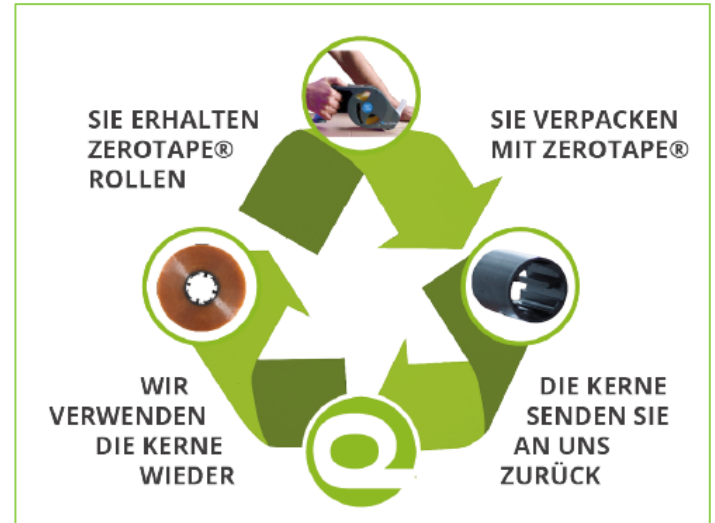 SIE ERHALTEN
ZEROTAPE®
ROLLEN
SIE VERPACKEN
MIT ZEROTAPE®
DIE KERNE
SENDEN SIE
AN UNS
ZURÜCK
WIR
VERWENDEN
DIE KERNE
WIEDER